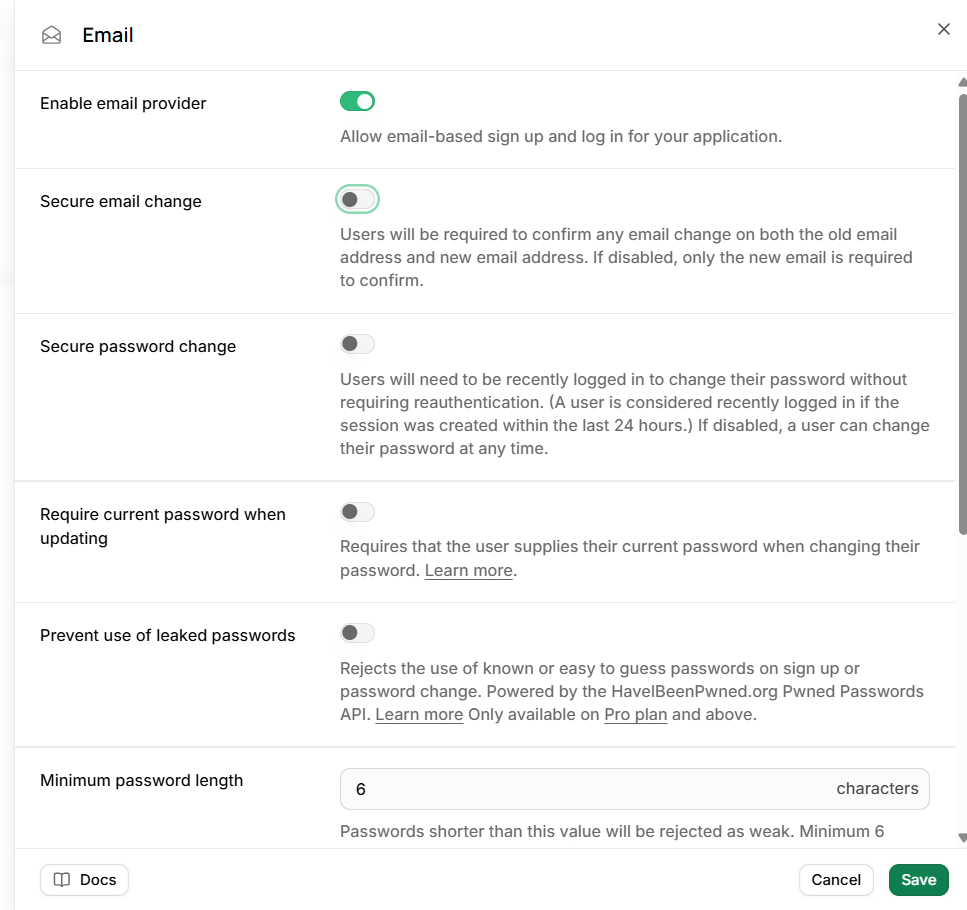 Email
Enable email provider
Allow email-based sign up and log in for your application.
Secure email change
Users will be required to confirm any email change on both the old email
address and new email address. If disabled, only the new email is required
to confirm.
Secure password change
Users will need to be recently logged in to change their password without
requiring reauthentication. (A user is considered recently logged in if the
session was created within the last 24 hours.) If disabled, a user can change
their password at any time.
Require current password when
updating
Requires that the user supplies their current password when changing their
password. Learn more.
Prevent use of leaked passwords
Rejects the use of known or easy to guess passwords on sign up or
password change. Powered by the HaveIBeenPwned.org Pwned Passwords
API. Learn more Only available on Pro plan and above.
Minimum password length
6 characters
Passwords shorter than this value will be rejected as weak. Minimum 6
Docs
Cancel
Save